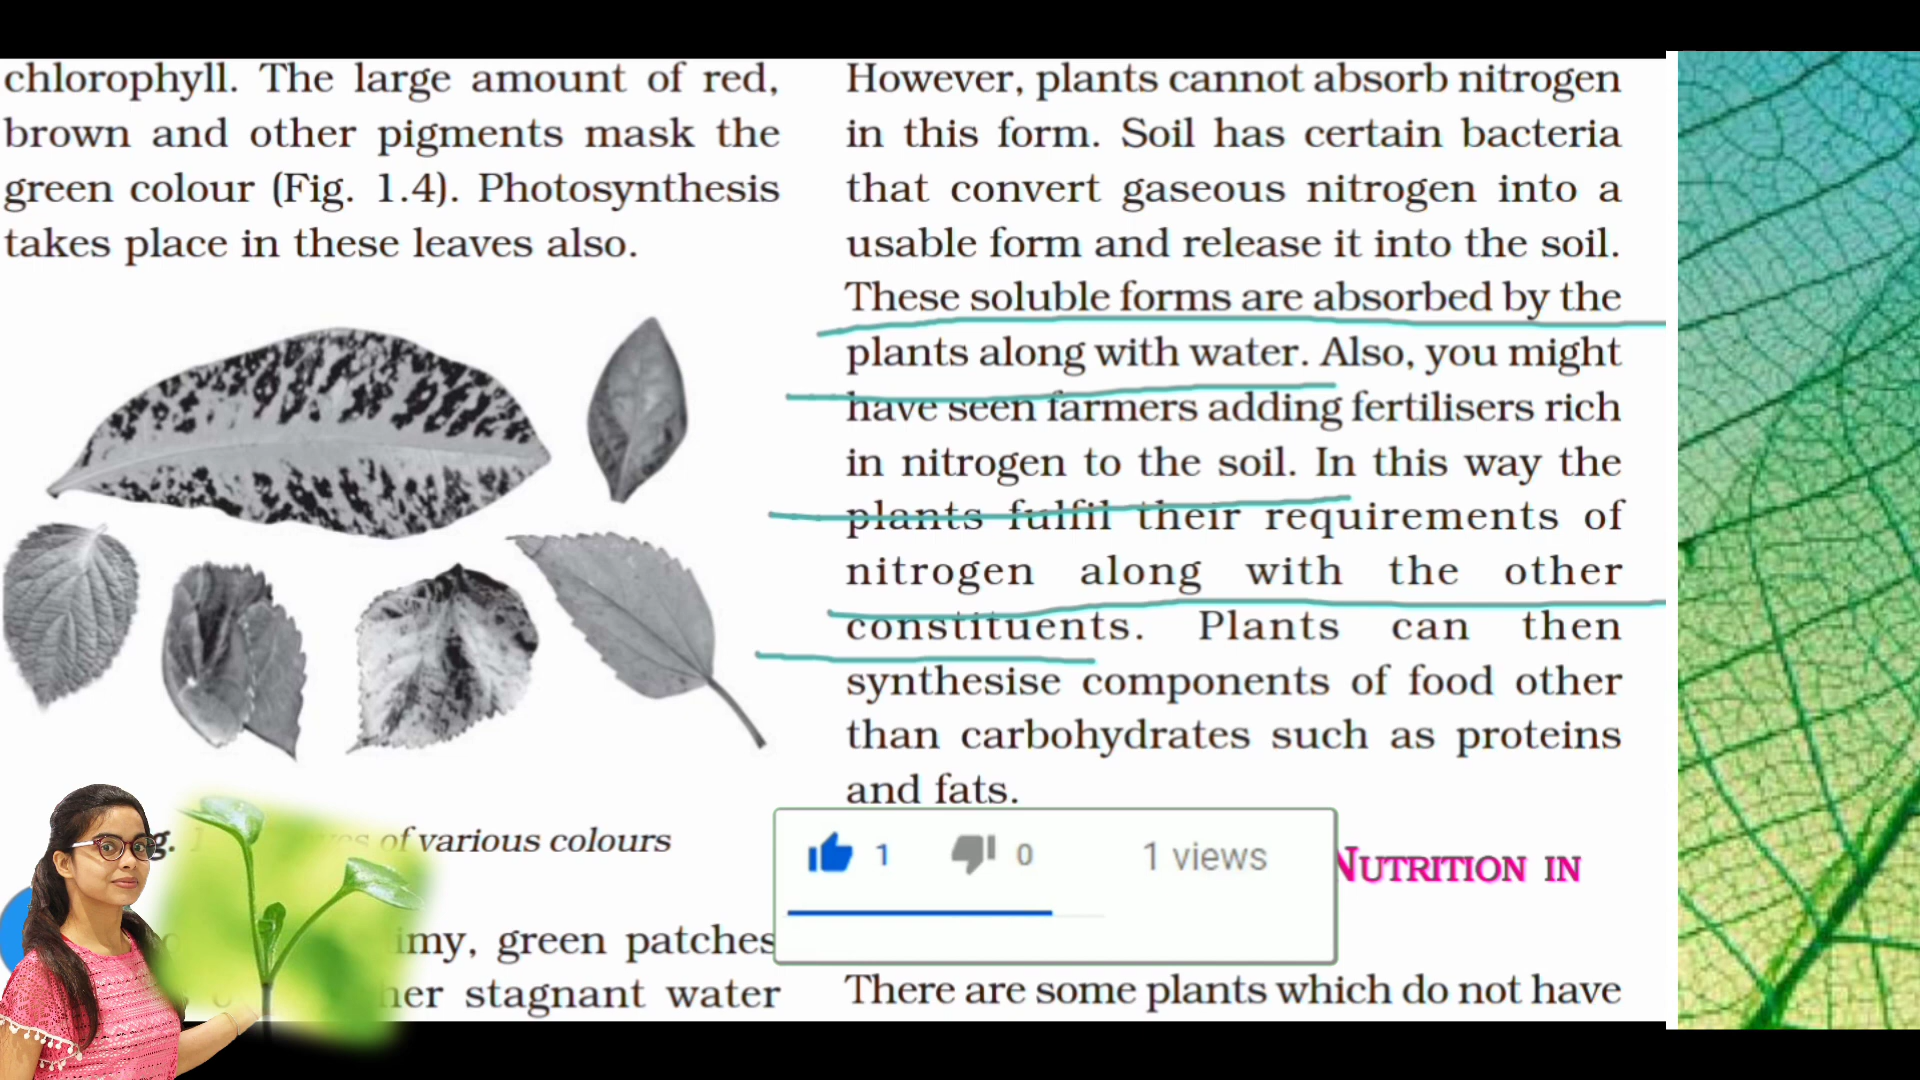 chlorophyll. The large amount of red,
brown and other pigments mask the
green colour (Fig. 1.4). Photosynthesis
takes place in these leaves also.
of various colours
green patches
stagnant water
However, plants cannot absorb nitrogen
in this form. Soil has certain bacteria
that convert gaseous nitrogen into a
usable form and release it into the soil.
These soluble forms are absorbed by the
plants along with water. Also, you might
have seen farmers adding fertilisers rich
in nitrogen to the soil. In this way the
plants fulfil their requirements of
nitrogen along with the other
constituents. Plants can then
synthesise components of food other
than carbohydrates such as proteins
and fats.
1 0 1 views
NUTRITION IN
There are some plants which do not have